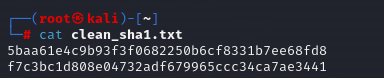 ┌──(root㉿kali)-[~]
└─# cat clean_sha1.txt
5baa61e4c9b93f3f0682250b6cf8331b7ee68fd8
f7c3bc1d808e04732adf679965ccc34ca7ae3441